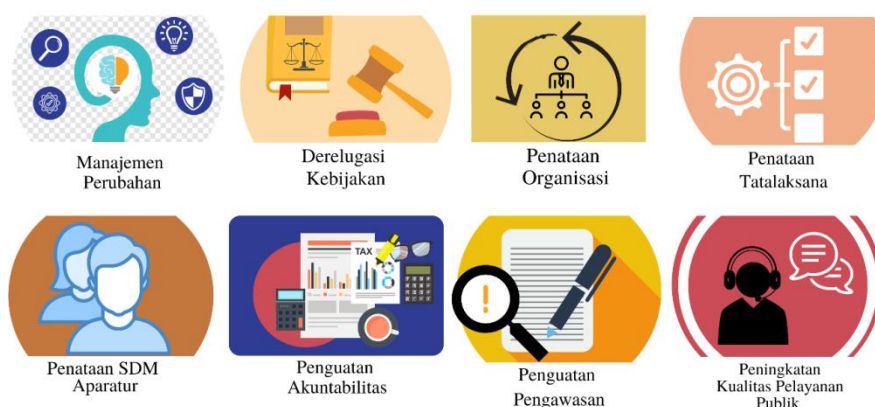 Manajemen
Perubahan
Derelugasi
Kebijakan
Penataan
Organisasi
Penataan
Tatalaksana
TAX
Penataan SDM
Aparatur
Penguatan
Akuntabilitas
Penguatan
Pengawasan
Peningkatan
Kualitas Pelayanan
Publik